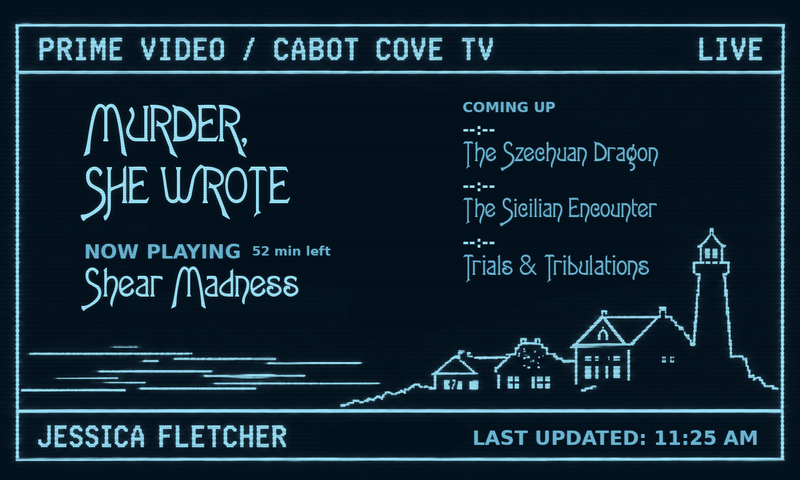 PRIME VIDEO / CABOT COVE TV
LIVE
MURDER,
SHE WROTE
NOW PLAYING 52 min left
Shear Madness
COMING UP
--:--
The Szechuan Dragon
--:--
The Sicilian Encounter
--:--
Trials & Tribulations
JESSICA FLETCHER
LAST UPDATED: 11:25 AM